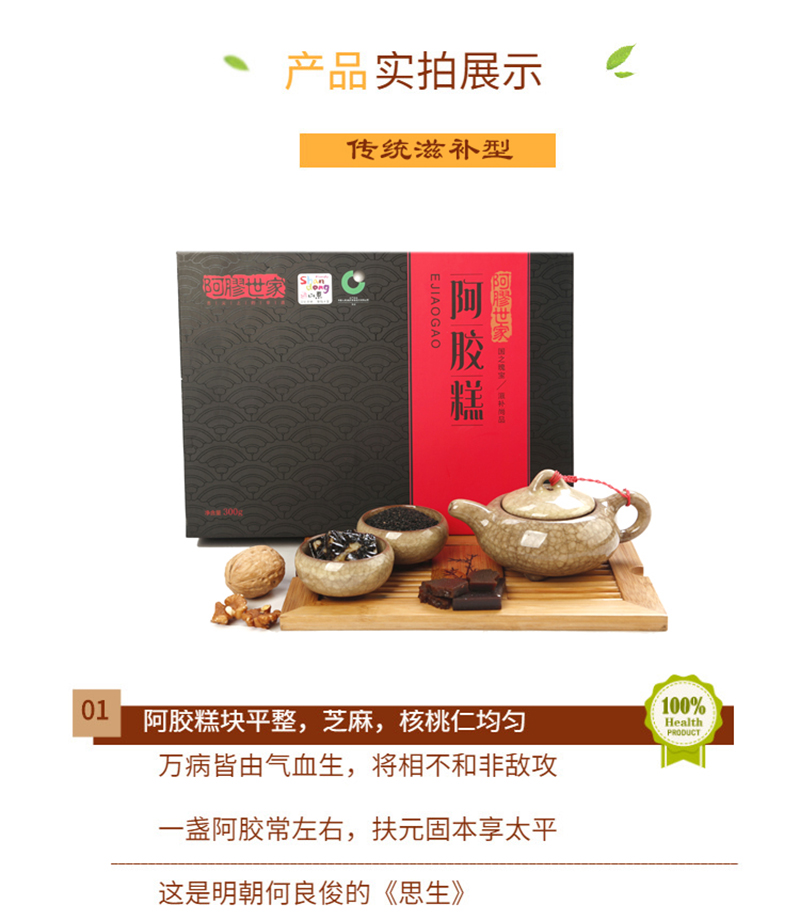 产品实拍展示
传统滋补型
阿膠世家
Shandong
阿膠世家
阿胶糕
EJIAOGAO
净含量 300g
01
阿胶糕块平整，芝麻，核桃仁均匀
100%
Health
PRODUCT
万病皆由气血生，将相不和非敌攻
一盏阿胶常左右，扶元固本享太平
这是明朝何良俊的《思生》